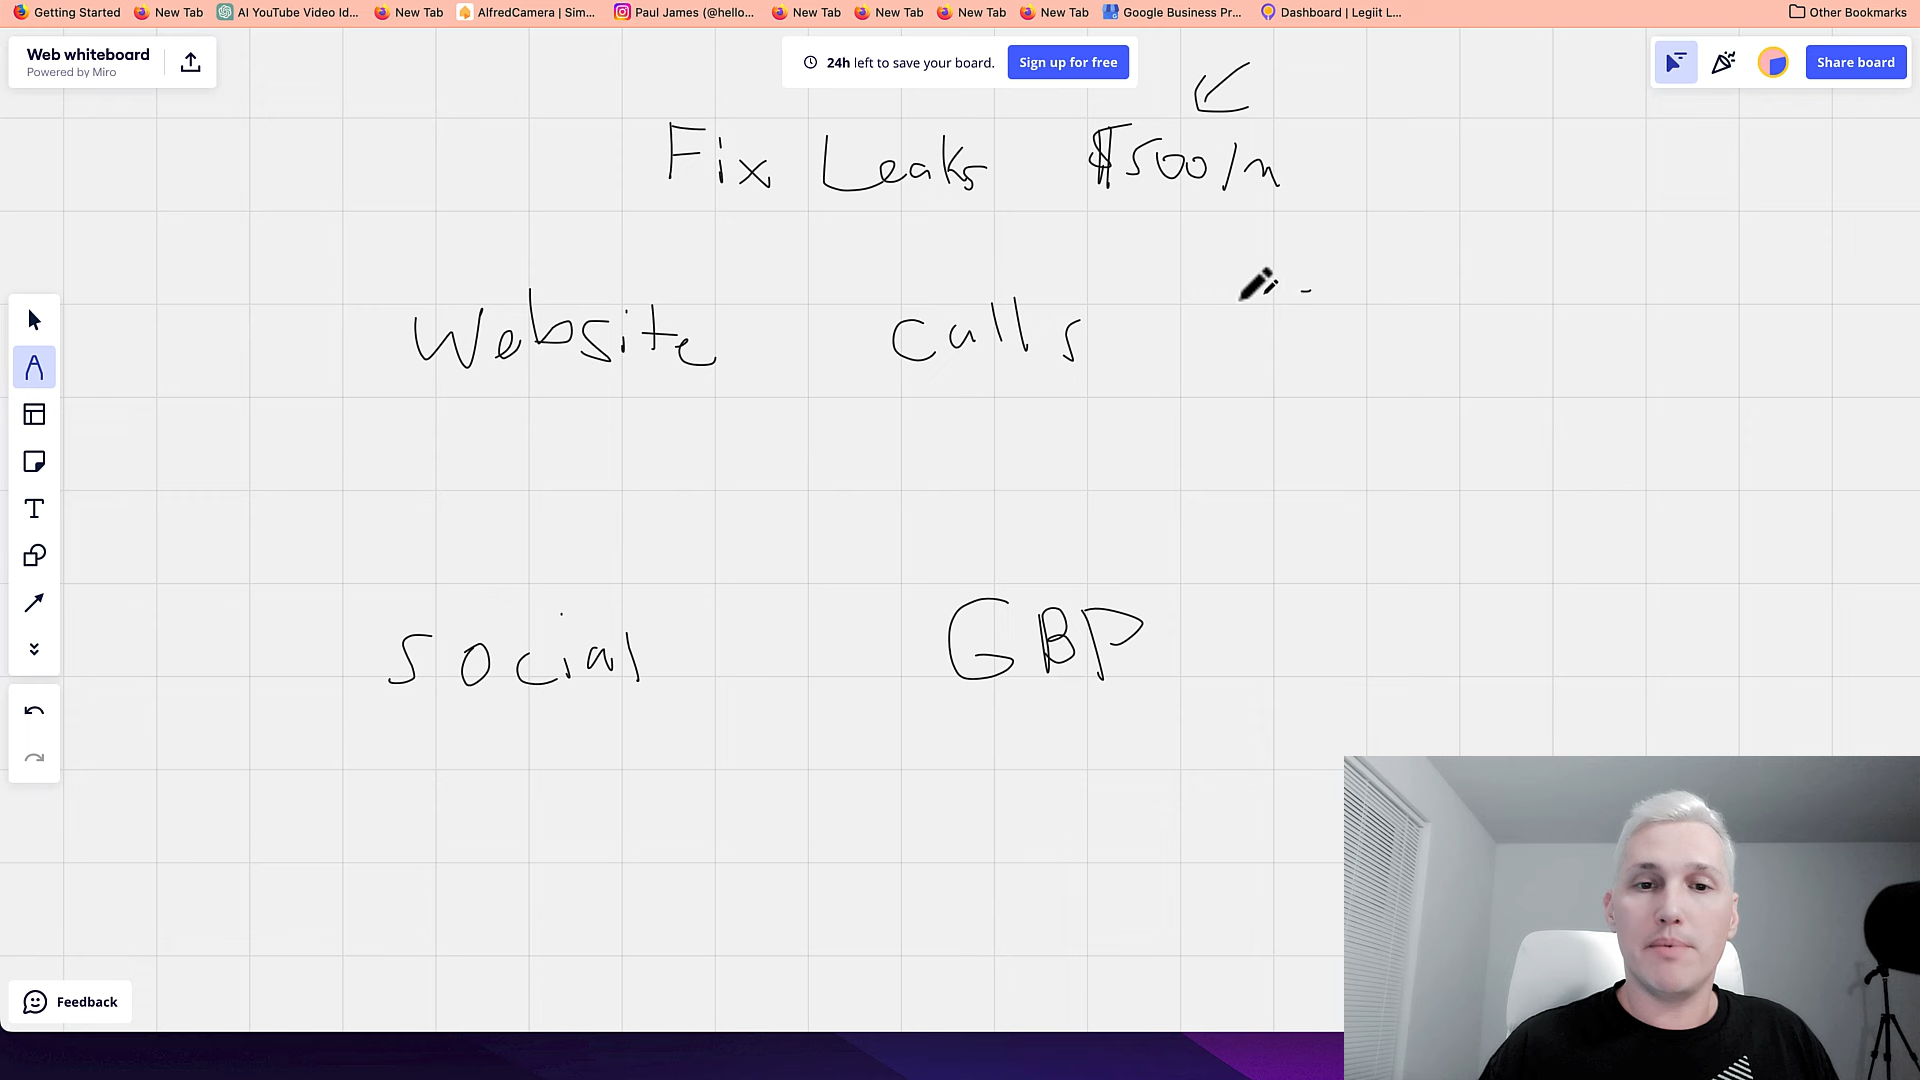 Getting Started New Tab AI YouTube Video Id... New Tab AlfredCamera | Sim... Paul James (@hello... New Tab New Tab New Tab New Tab Google Business Pr... Dashboard | Legiit L... Other Bookmarks
Web whiteboard
Powered by Miro
24h left to save your board. Sign up for free
Share board
Fix Leaks $500/m
Website calls
social GBP
Feedback